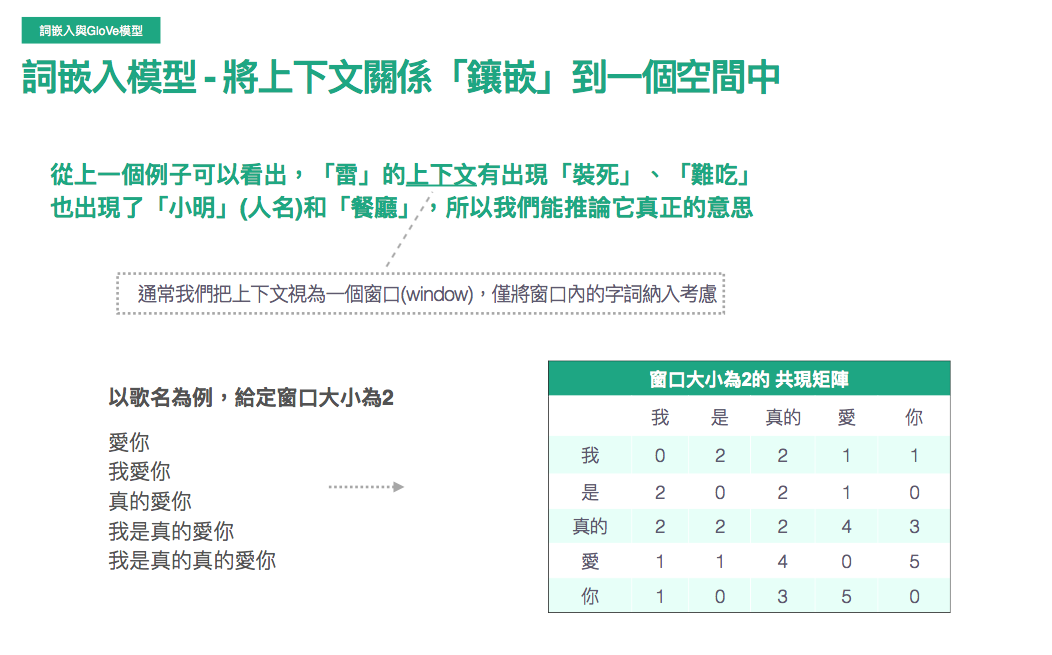 詞嵌入與GloVe模型
詞嵌入模型 - 將上下文關係「鑲嵌」到一個空間中
從上一個例子可以看出，「雷」的上下文有出現「裝死」、「難吃」
也出現了「小明」(人名)和「餐廳」，所以我們能推論它真正的意思
通常我們把上下文視為一個窗口(window)，僅將窗口內的字詞納入考慮
以歌名為例，給定窗口大小為2
愛你
我愛你
真的愛你
我是真的愛你
我是真的真的愛你
窗口大小為2的 共現矩陣
我 是 真的 愛 你
我 0 2 2 1 1
是 2 0 2 1 0
真的 2 2 2 4 3
愛 1 1 4 0 5
你 1 0 3 5 0